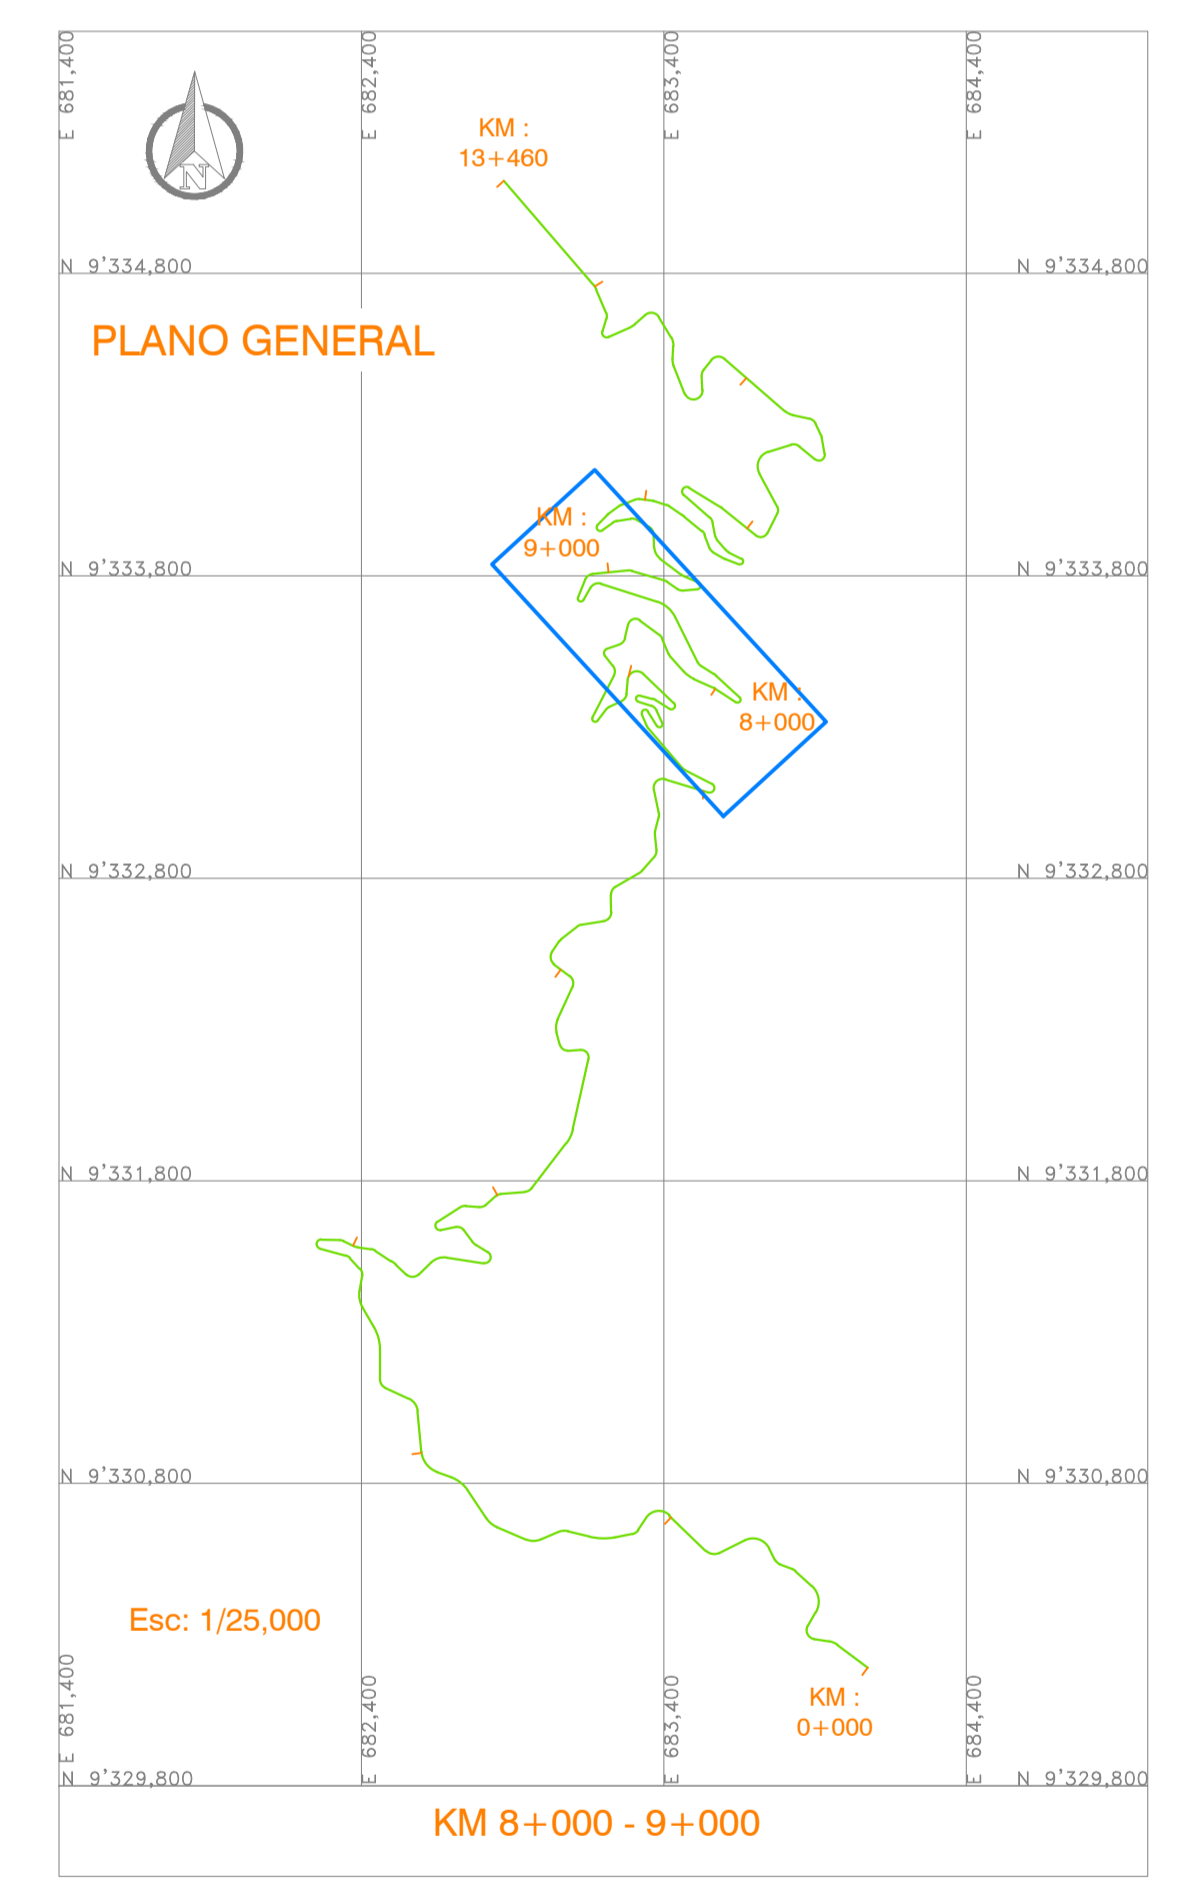 E 681,400
E 682,400
E 683,400
E 684,400
N
KM :
13+460
N 9'334,800
N 9'334,800
PLANO GENERAL
KM :
9+000
N 9'333,800
N 9'333,800
KM :
8+000
N 9'332,800
N 9'332,800
N 9'331,800
N 9'331,800
N 9'330,800
N 9'330,800
Esc: 1/25,000
KM :
0+000
E 681,400
E 682,400
E 683,400
E 684,400
N 9'329,800
N 9'329,800
KM 8+000 - 9+000